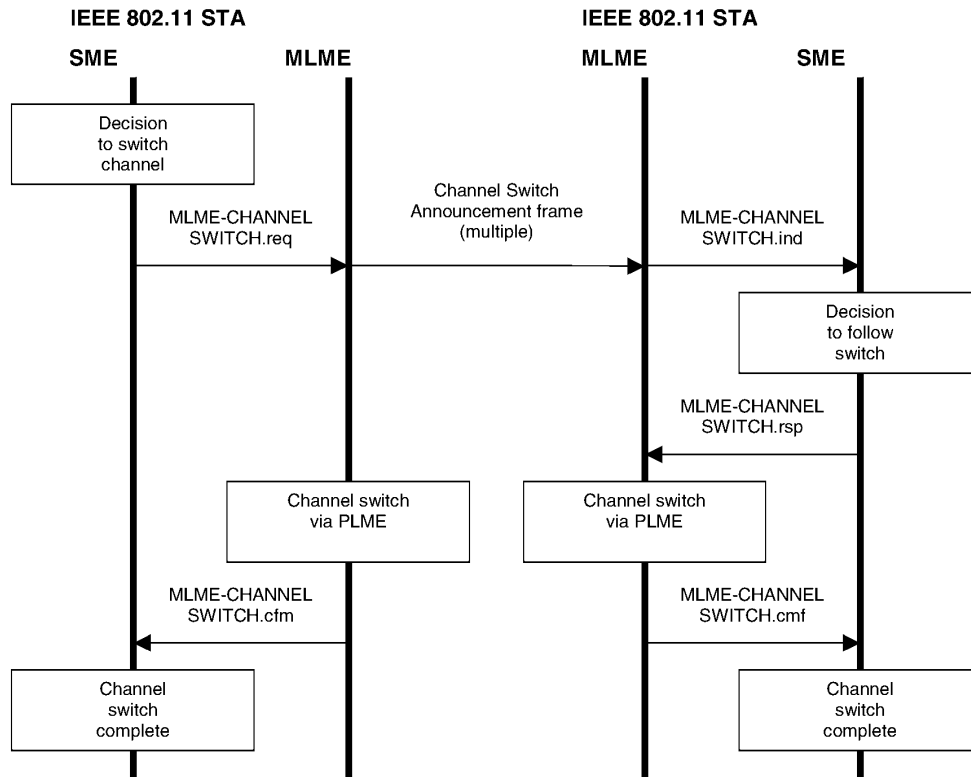 IEEE 802.11 STA
IEEE 802.11 STA
SME
MLME
MLME
SME
Decision
to switch
channel
MLME-CHANNEL
SWITCH.req
Channel Switch
Announcement frame
(multiple)
MLME-CHANNEL
SWITCH.ind
Decision
to follow
switch
MLME-CHANNEL
SWITCH.rsp
Channel switch
via PLME
Channel switch
via PLME
MLME-CHANNEL
SWITCH.cfm
MLME-CHANNEL
SWITCH.cmf
Channel
switch
complete
Channel
switch
complete